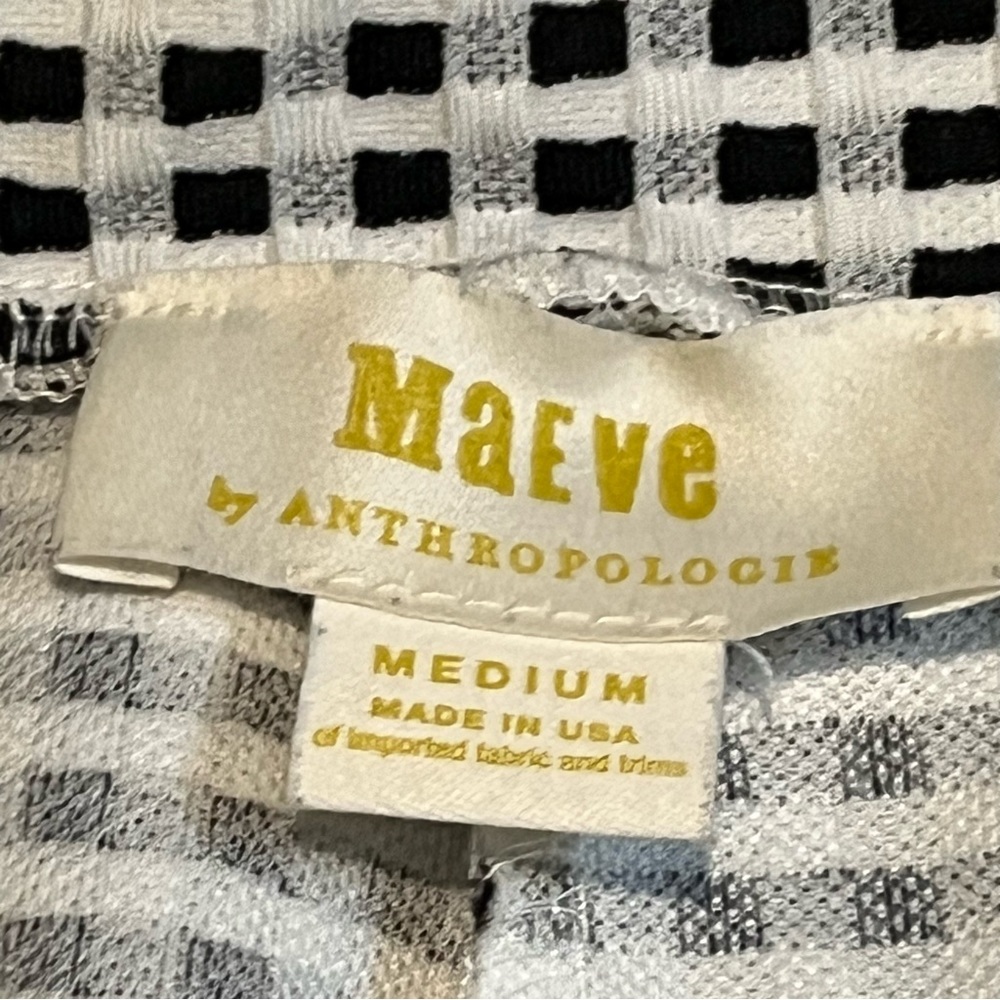 MaEve
by ANTHROPOLOGIE
MEDIUM
MADE IN USA
of imported fabric and trims